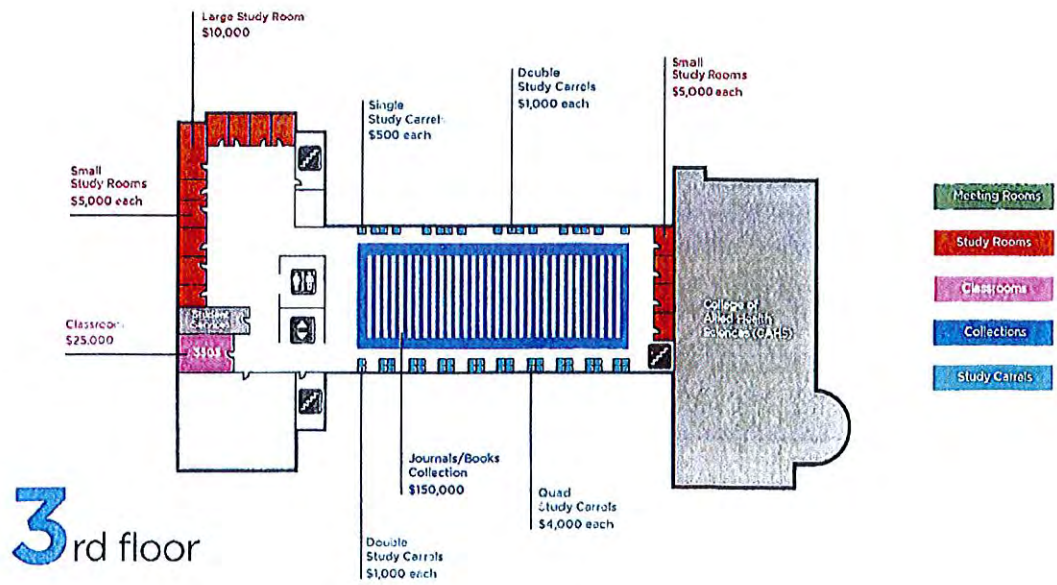 Large Study Room
$10,000
Double
Study Carrels
$1,000 each
Small
Study Rooms
$5,000 each
Single
Study Carrels
$500 each
Small
Study Rooms
$5,000 each
Meeting Rooms
Study Rooms
Classrooms
Collections
Study Carrels
Student
Services
Classroom
$25,000
3303
College of
Allied Health
Sciences (CAHS)
Journals/Books
Collection
$150,000
Quad
Study Carrels
$4,000 each
Double
Study Carrels
$1,000 each
3rd floor